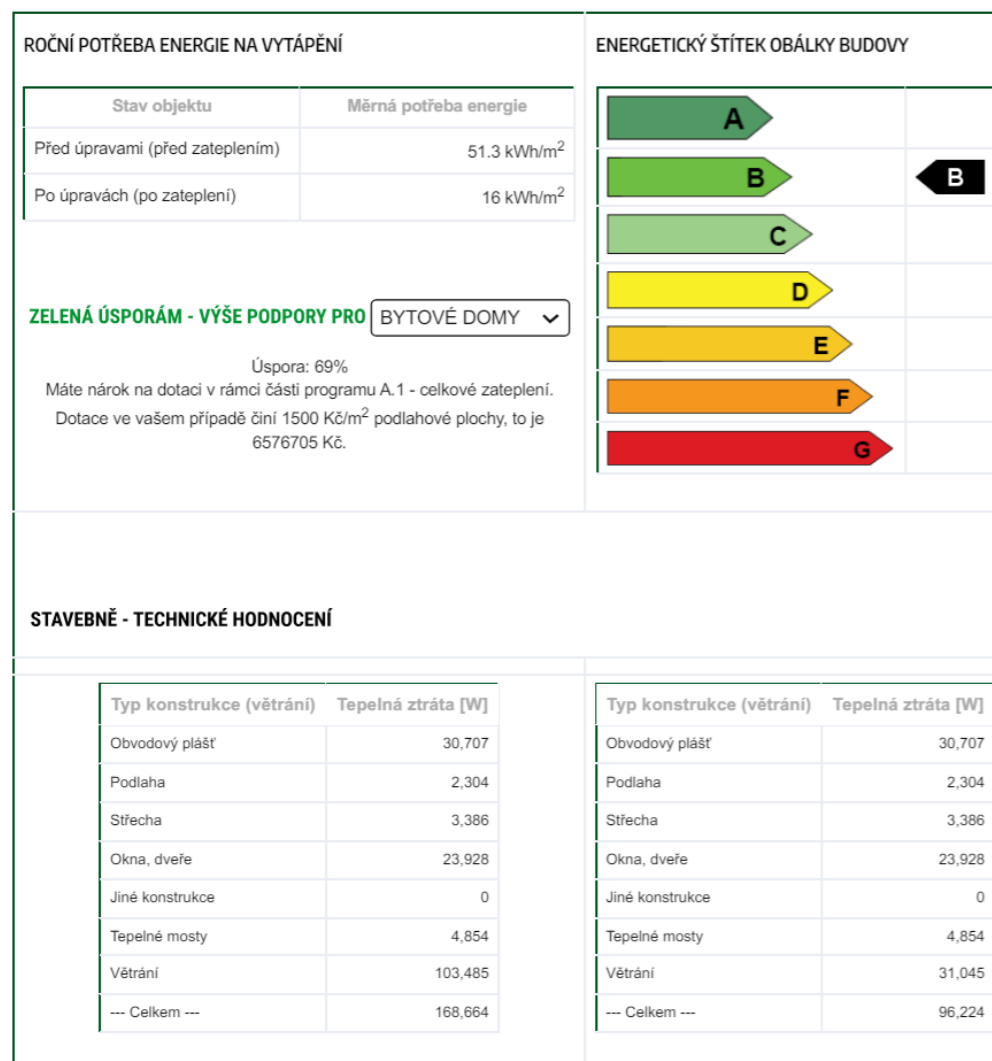 ROČNÍ POTŘEBA ENERGIE NA VYTÁPĚNÍ
Stav objektu Měrná potřeba energie
Před úpravami (před zateplením) 51.3 kWh/m²
Po úpravách (po zateplení) 16 kWh/m²
ZELENÁ ÚSPORÁM - VÝŠE PODPORY PRO BYTOVÉ DOMY
Úspora: 69%
Máte nárok na dotaci v rámci části programu A.1 - celkové zateplení.
Dotace ve vašem případě činí 1500 Kč/m² podlahové plochy, to je
6576705 Kč.
ENERGETICKÝ ŠTÍTEK OBÁLKY BUDOVY
A
B B
C
D
E
F
G
STAVEBNĚ - TECHNICKÉ HODNOCENÍ
Typ konstrukce (větrání) Tepelná ztráta [W]
Obvodový plášť 30,707
Podlaha 2,304
Střecha 3,386
Okna, dveře 23,928
Jiné konstrukce 0
Tepelné mosty 4,854
Větrání 103,485
--- Celkem --- 168,664
Typ konstrukce (větrání) Tepelná ztráta [W]
Obvodový plášť 30,707
Podlaha 2,304
Střecha 3,386
Okna, dveře 23,928
Jiné konstrukce 0
Tepelné mosty 4,854
Větrání 31,045
--- Celkem --- 96,224